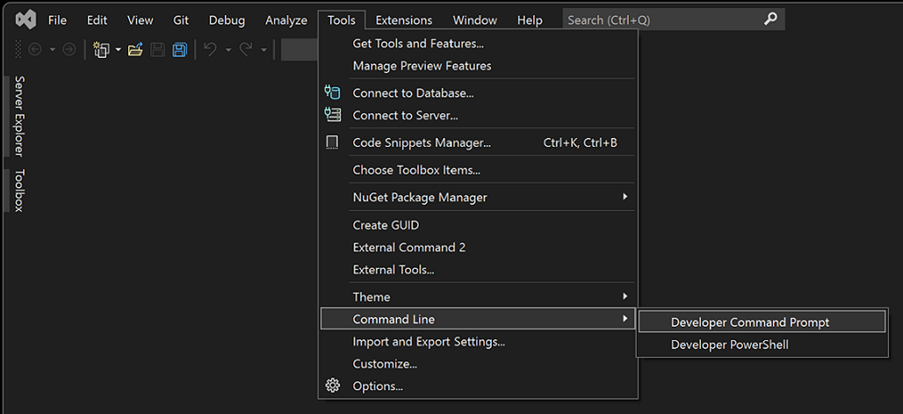 File Edit View Git Debug Analyze Tools Extensions Window Help Search (Ctrl+Q)
Server Explorer
Toolbox
Get Tools and Features...
Manage Preview Features
Connect to Database...
Connect to Server...
Code Snippets Manager... Ctrl+K, Ctrl+B
Choose Toolbox Items...
NuGet Package Manager
Create GUID
External Command 2
External Tools...
Theme
Command Line
Developer Command Prompt
Developer PowerShell
Import and Export Settings...
Customize...
Options...